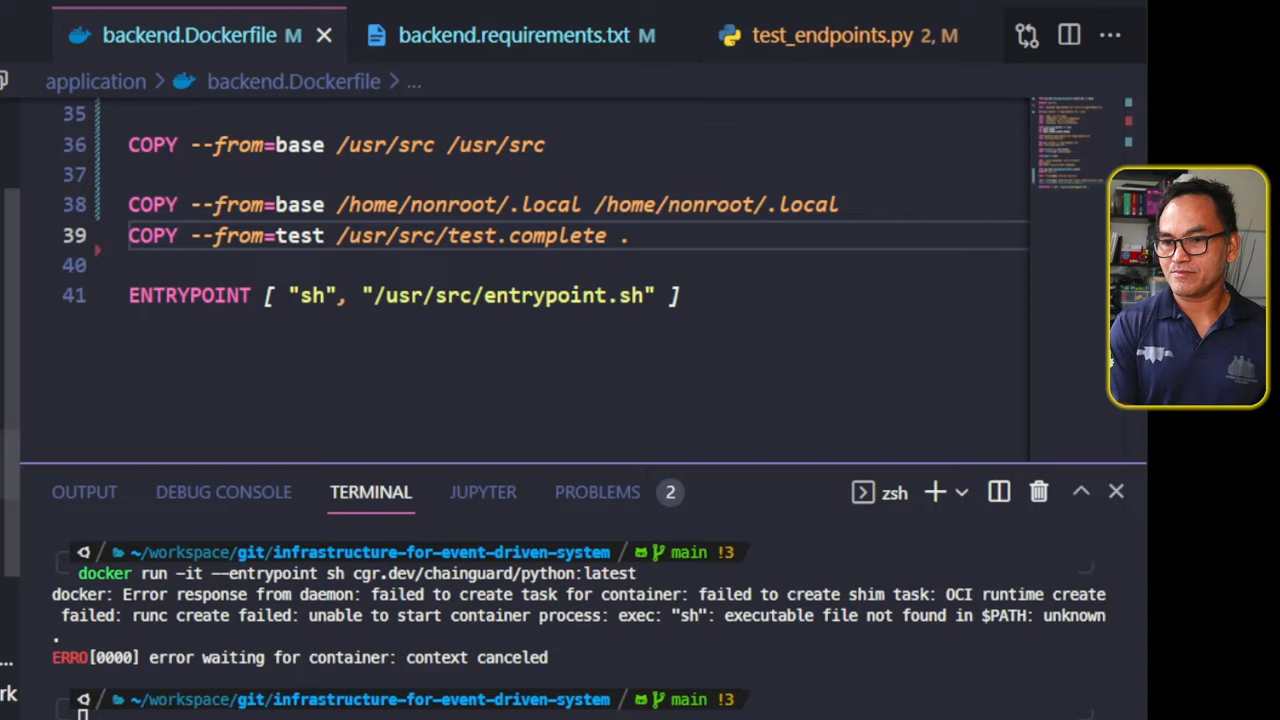 backend.Dockerfile M
backend.requirements.txt M
test_endpoints.py 2, M
application > backend.Dockerfile > ...
35
36 COPY --from=base /usr/src /usr/src
37
38 COPY --from=base /home/nonroot/.local /home/nonroot/.local
39 COPY --from=test /usr/src/test.complete .
40
41 ENTRYPOINT [ "sh", "/usr/src/entrypoint.sh" ]
OUTPUT DEBUG CONSOLE TERMINAL JUPYTER PROBLEMS 2 zsh
~/workspace/git/infrastructure-for-event-driven-system / main !3
docker run -it --entrypoint sh cgr.dev/chainguard/python:latest
docker: Error response from daemon: failed to create task for container: failed to create shim task: OCI runtime create
failed: runc create failed: unable to start container process: exec: "sh": executable file not found in $PATH: unknown
.
ERRO[0000] error waiting for container: context canceled
...
rk
~/workspace/git/infrastructure-for-event-driven-system / main !3